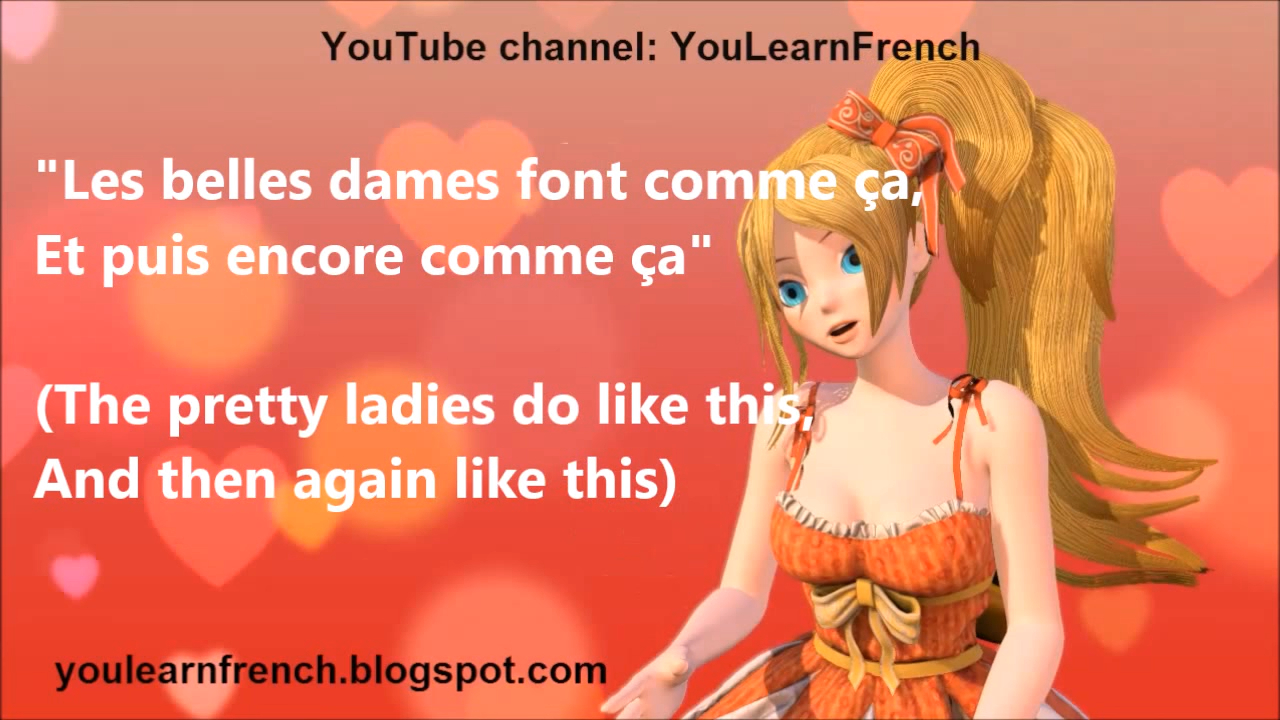 YouTube channel: YouLearnFrench
"Les belles dames font comme ça,
Et puis encore comme ça"
(The pretty ladies do like this,
And then again like this)
youlearnfrench.blogspot.com